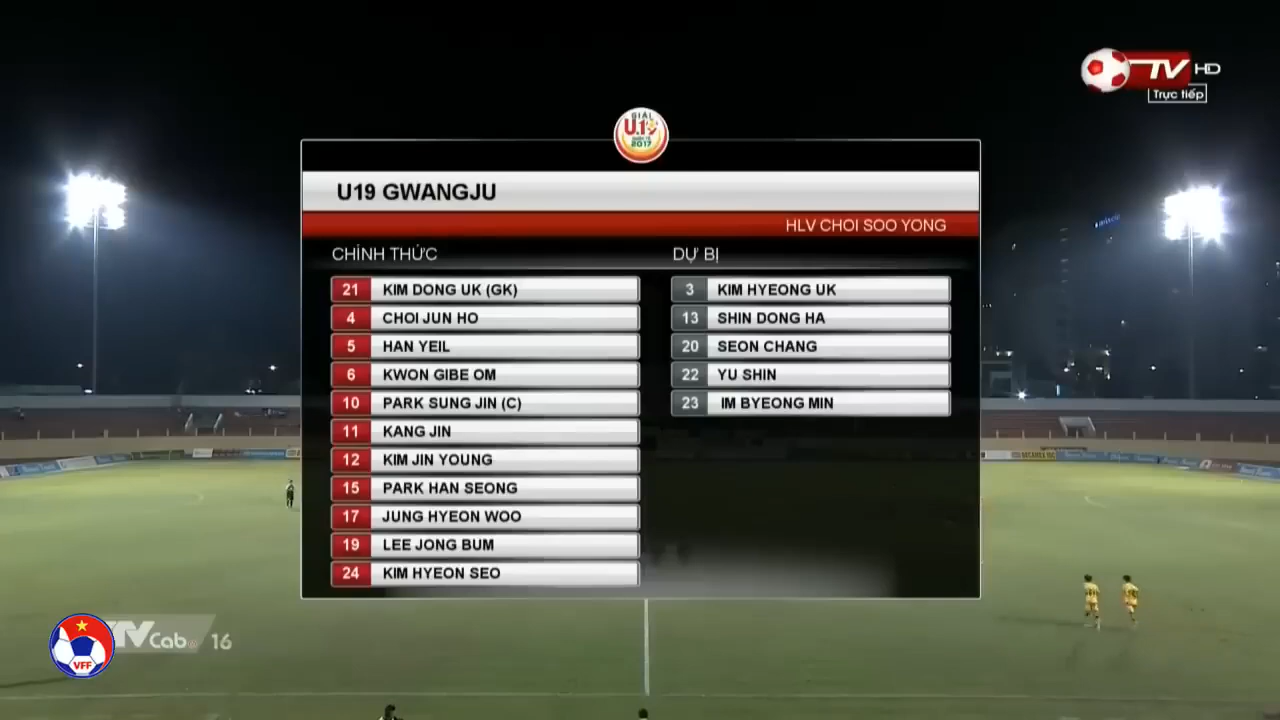 TV HD
Trực tiếp
GIẢI
U.19
2017
U19 GWANGJU
HLV CHOI SOO YONG
CHÍNH THỨC
DỰ BỊ
21 KIM DONG UK (GK)
4 CHOI JUN HO
5 HAN YEIL
6 KWON GIBE OM
10 PARK SUNG JIN (C)
11 KANG JIN
12 KIM JIN YOUNG
15 PARK HAN SEONG
17 JUNG HYEON WOO
19 LEE JONG BUM
24 KIM HYEON SEO
3 KIM HYEONG UK
13 SHIN DONG HA
20 SEON CHANG
22 YU SHIN
23 IM BYEONG MIN
VFF
TVCab 16